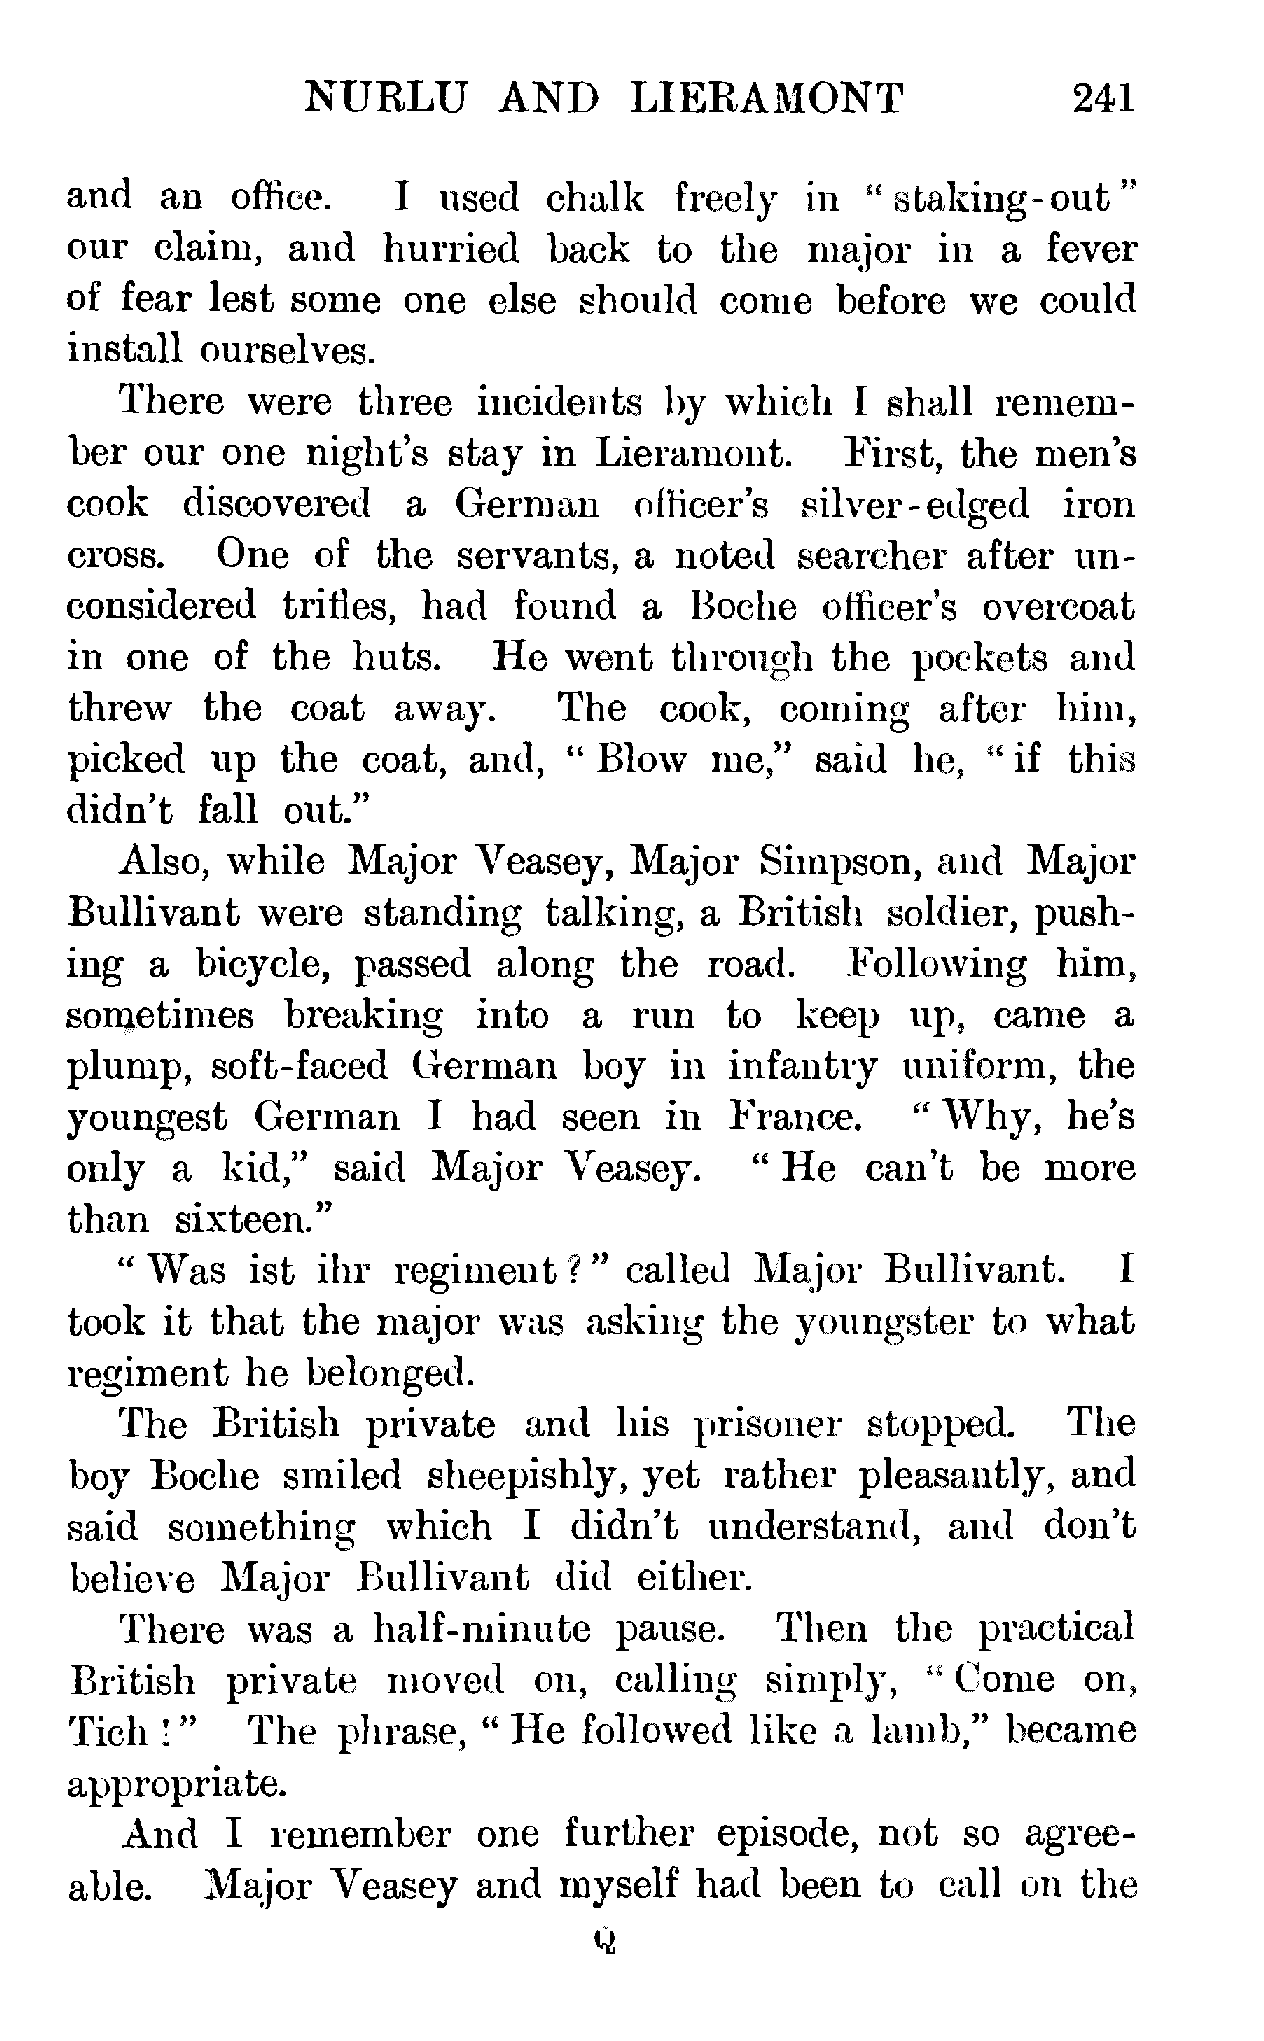 NURLU AND LIERAMONT 241
and an office. I used chalk freely in “ staking-out ”
our claim, and hurried back to the major in a fever
of fear lest some one else should come before we could
install ourselves.
There were three incidents by which I shall remem-
ber our one night’s stay in Lieramont. First, the men’s
cook discovered a German officer’s silver-edged iron
cross. One of the servants, a noted searcher after un-
considered trifles, had found a Boche officer’s overcoat
in one of the huts. He went through the pockets and
threw the coat away. The cook, coming after him,
picked up the coat, and, “ Blow me,” said he, “ if this
didn’t fall out.”
Also, while Major Veasey, Major Simpson, and Major
Bullivant were standing talking, a British soldier, push-
ing a bicycle, passed along the road. Following him,
sometimes breaking into a run to keep up, came a
plump, soft-faced German boy in infantry uniform, the
youngest German I had seen in France. “ Why, he’s
only a kid,” said Major Veasey. “ He can’t be more
than sixteen.”
“ Was ist ihr regiment ? ” called Major Bullivant. I
took it that the major was asking the youngster to what
regiment he belonged.
The British private and his prisoner stopped. The
boy Boche smiled sheepishly, yet rather pleasantly, and
said something which I didn’t understand, and don’t
believe Major Bullivant did either.
There was a half-minute pause. Then the practical
British private moved on, calling simply, “ Come on,
Tich ! ” The phrase, “ He followed like a lamb,” became
appropriate.
And I remember one further episode, not so agree-
able. Major Veasey and myself had been to call on the
Q